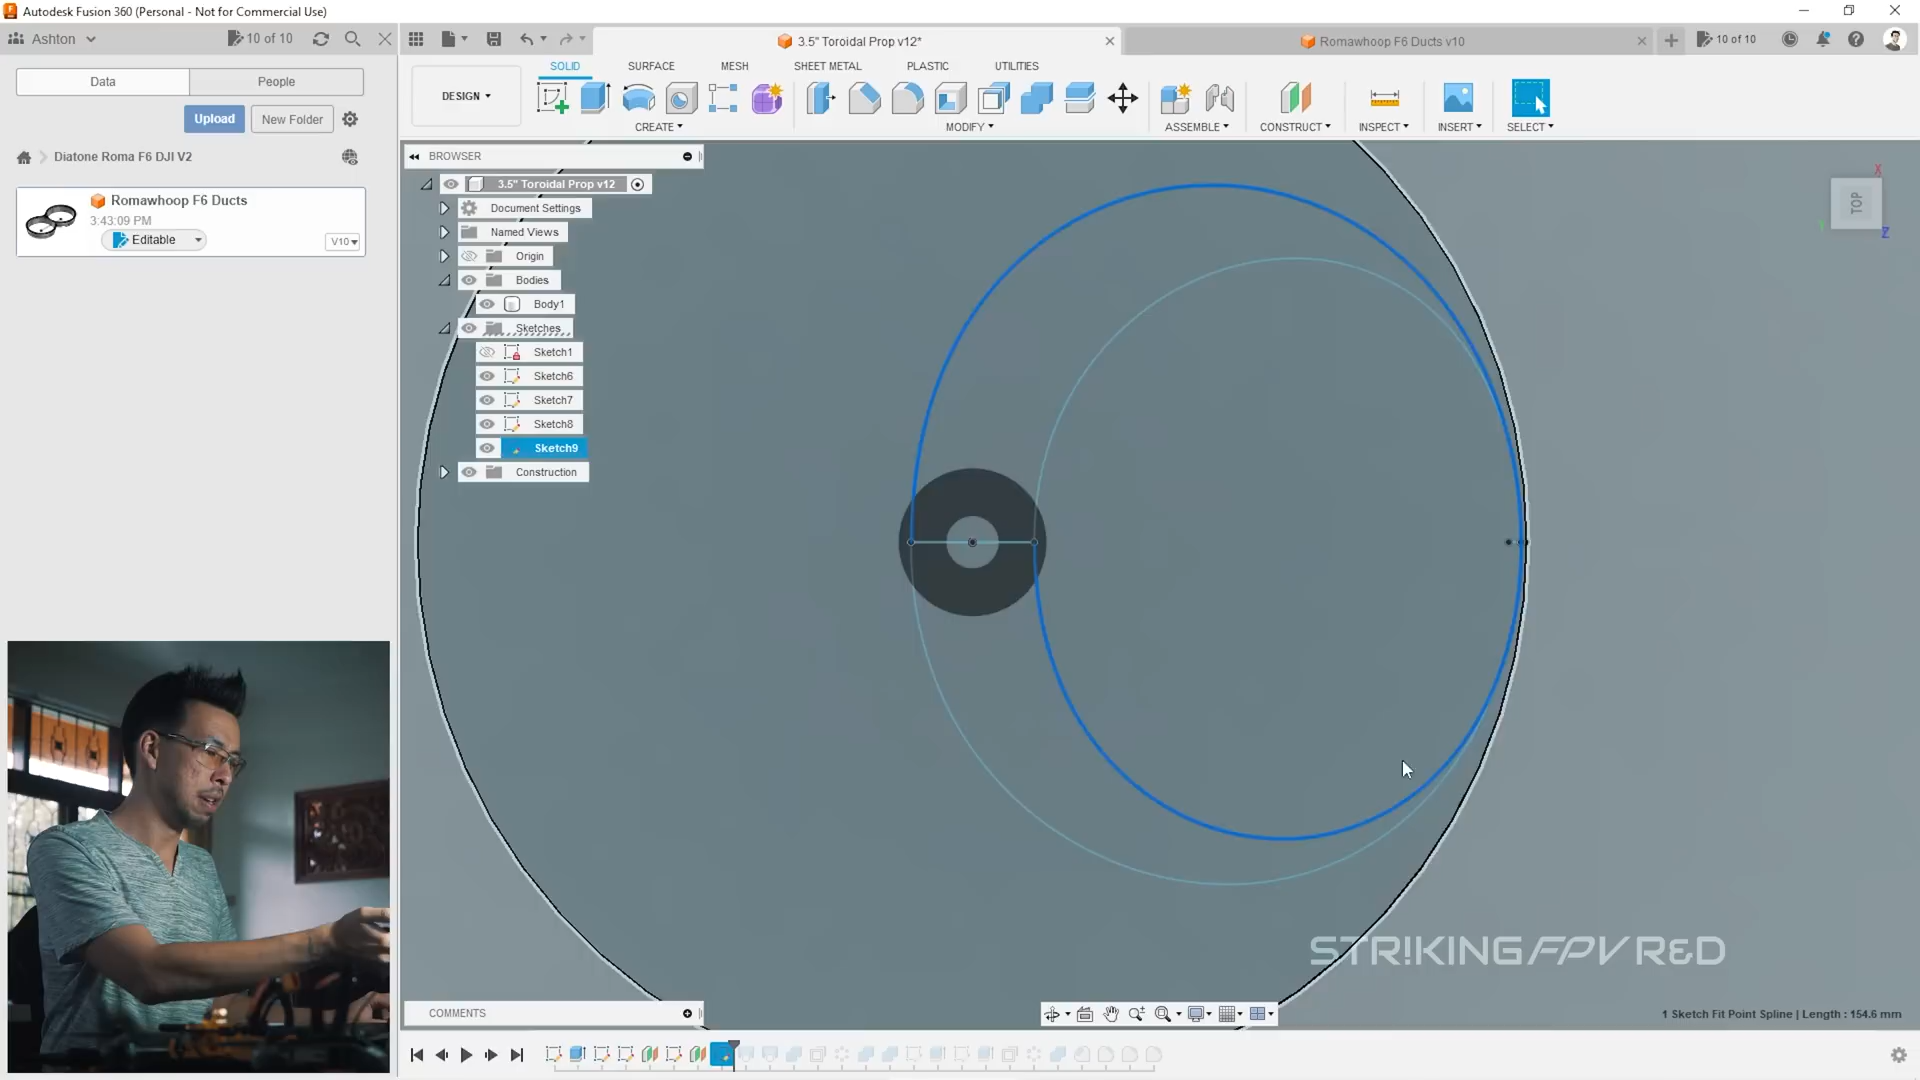 Autodesk Fusion 360 (Personal - Not for Commercial Use)
Ashton
10 of 10
3.5" Toroidal Prop v12*
Romawhoop F6 Ducts v10
10 of 10
Data
People
Upload
New Folder
Diatone Roma F6 DJI V2
Romawhoop F6 Ducts
3:43:09 PM
Editable
V10
DESIGN
SOLID
SURFACE
MESH
SHEET METAL
PLASTIC
UTILITIES
CREATE
MODIFY
ASSEMBLE
CONSTRUCT
INSPECT
INSERT
SELECT
BROWSER
3.5" Toroidal Prop v12
Document Settings
Named Views
Origin
Bodies
Body1
Sketches
Sketch1
Sketch6
Sketch7
Sketch8
Sketch9
Construction
X
TOP
Y
Z
STR!KINGFPV R&D
COMMENTS
1 Sketch Fit Point Spline | Length : 154.6 mm